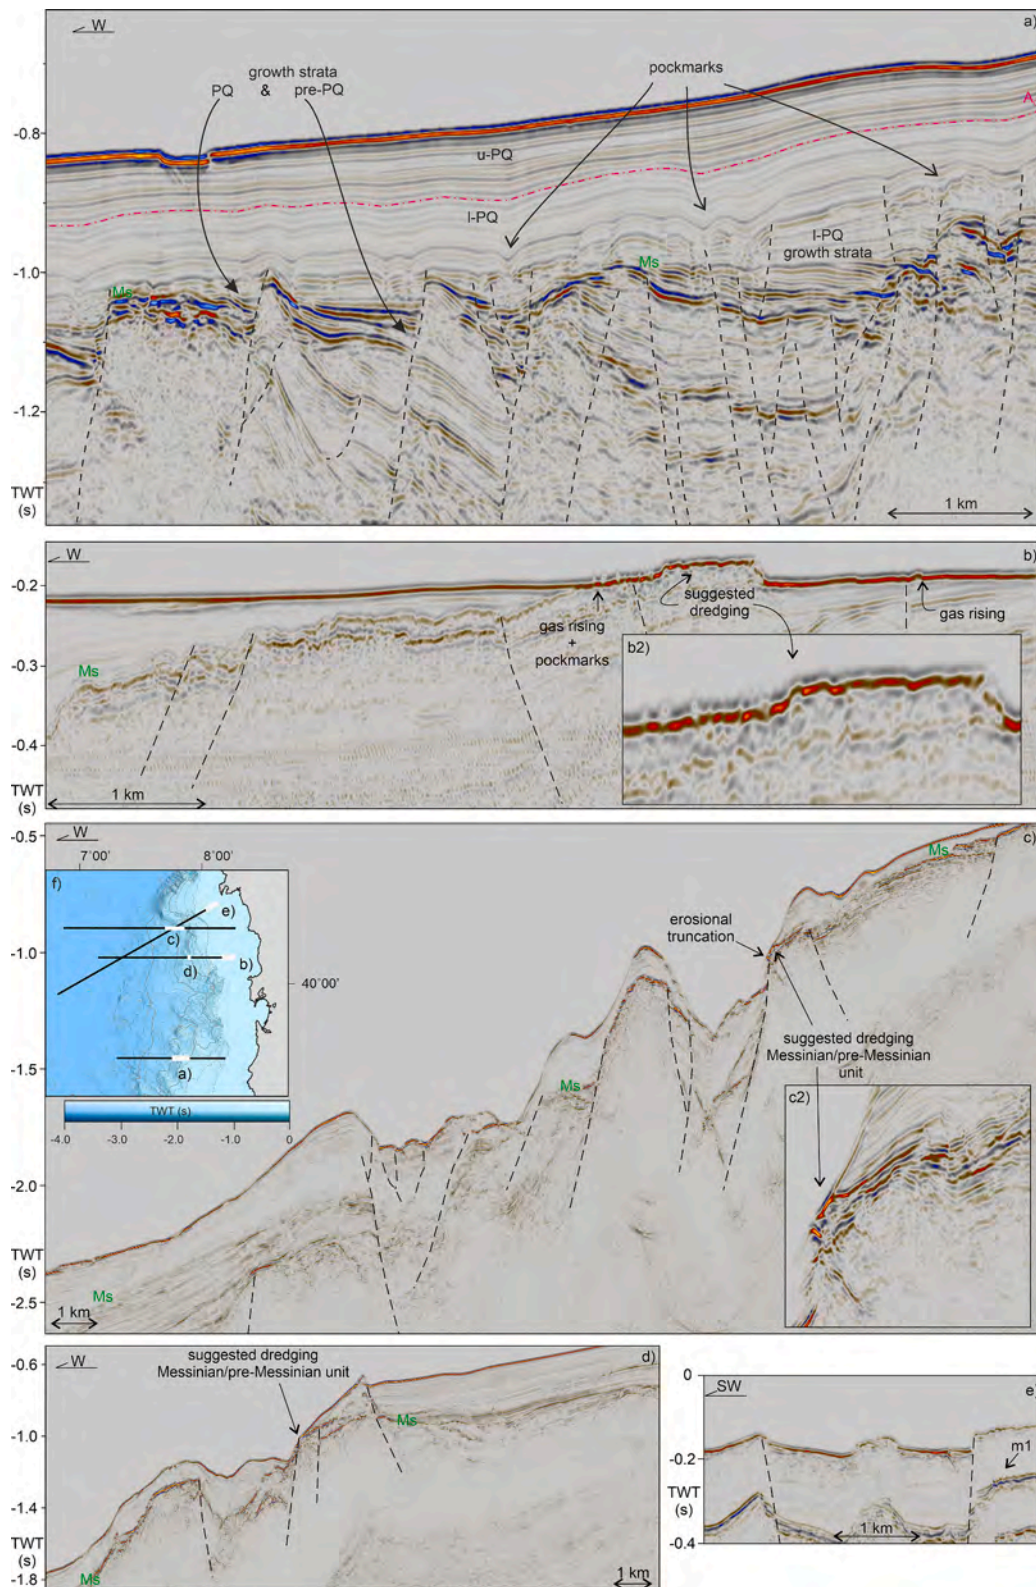 W
a)
growth strata
PQ & pre-PQ
pockmarks
A
-0.8
u-PQ
l-PQ
l-PQ
growth strata
-1.0
Ms
Ms
-1.2
TWT
(s)
1 km
W
b)
-0.2
suggested
dredging
gas rising
+
pockmarks
gas rising
b2)
Ms
-0.3
-0.4
TWT
(s)
1 km
-0.5
W
c)
Ms
7'00'
8'00'
f)
e)
c)
d)
b)
40°00'
a)
TWT (s)
-4.0 -3.0 -2.0 -1.0 0
erosional
truncation
-1.0
suggested dredging
Messinian/pre-Messinian
unit
-1.5
Ms
c2)
-2.0
TWT
(s)
Ms
-2.5
1 km
-0.6
W
suggested dredging
Messinian/pre-Messinian unit
d)
Ms
-1.0
-1.4
TWT
(s)
-1.8
Ms
1 km
0
SW
e)
-0.2
m1
TWT
(s)
1 km
-0.4